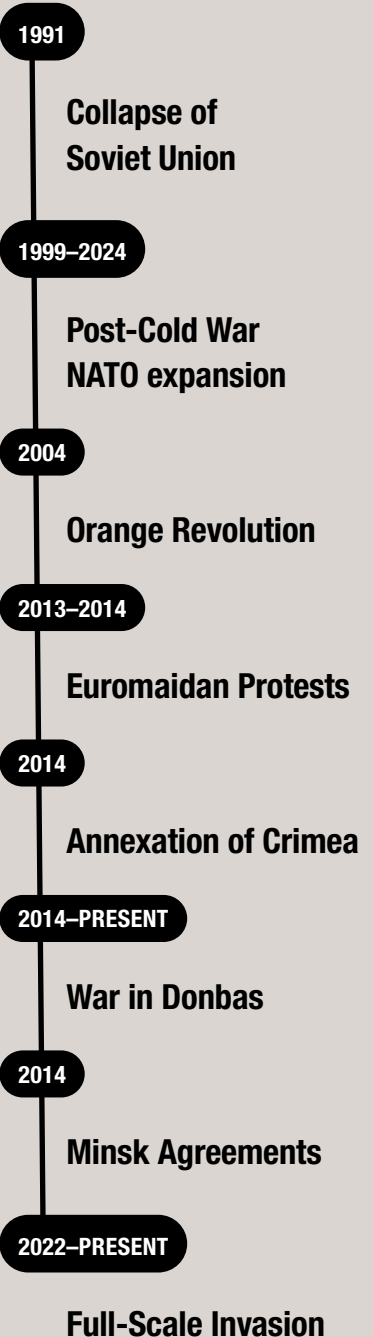 1991
Collapse of
Soviet Union
1999–2024
Post-Cold War
NATO expansion
2004
Orange Revolution
2013–2014
Euromaidan Protests
2014
Annexation of Crimea
2014–PRESENT
War in Donbas
2014
Minsk Agreements
2022–PRESENT
Full-Scale Invasion